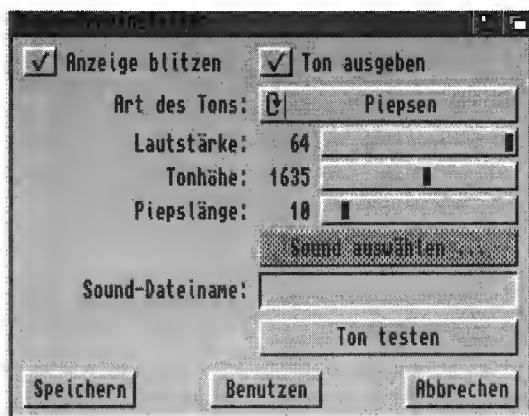 Anzeige blitzen Ton ausgeben
Art des Tons: Piepsen
Lautstärke: 64
Tonhöhe: 1635
Piepslänge: 10
Sound auswählen ...
Sound-Dateiname:
Ton testen
Speichern Benutzen Abbrechen